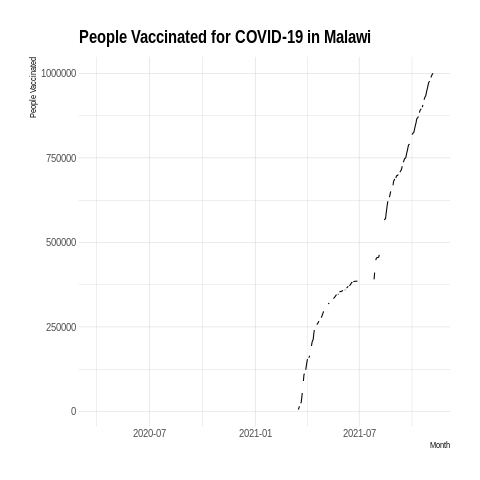 People Vaccinated for COVID-19 in Malawi
People Vaccinated
1000000
750000
500000
250000
0
2020-07
2021-01
2021-07
Month